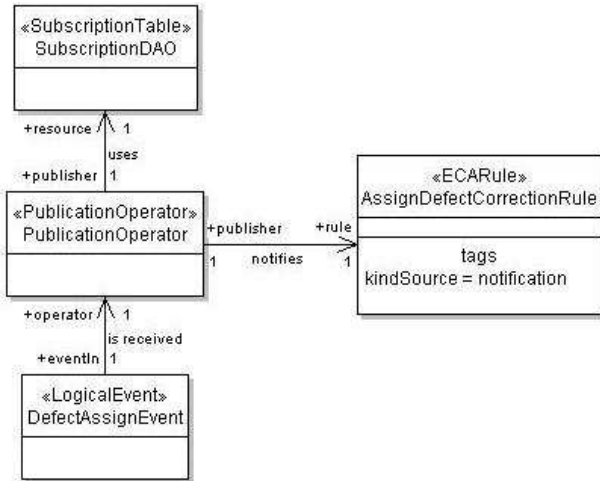 «SubscriptionTable»
SubscriptionDAO
+resource 1
uses
+publisher 1
«PublicationOperator»
PublicationOperator
+publisher +rule
1 notifies 1
«ECARule»
AssignDefectCorrectionRule
tags
kindSource = notification
+operator 1
is received
+eventIn 1
«LogicalEvent»
DefectAssignEvent